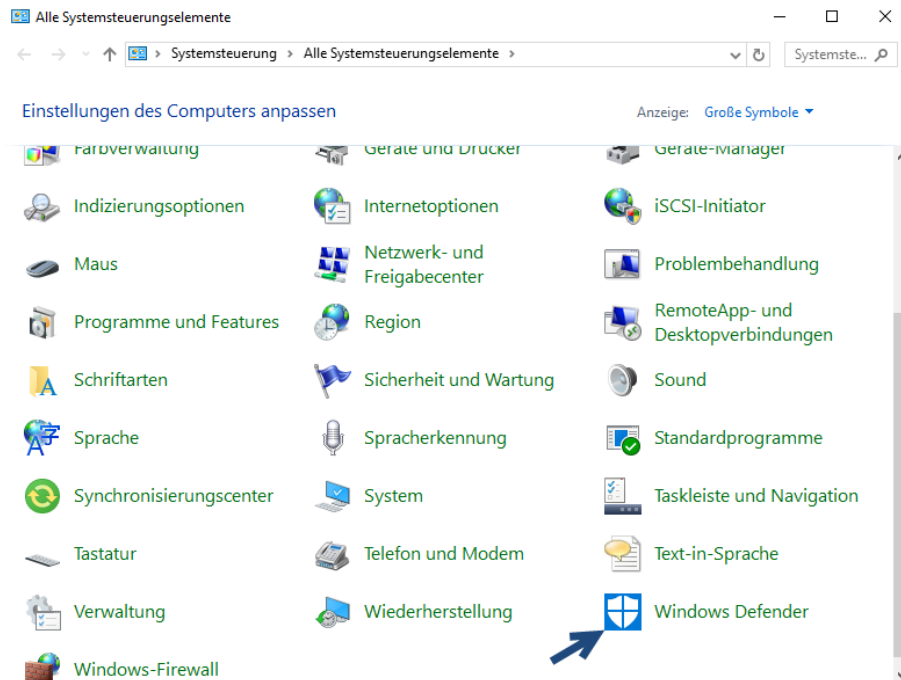 Alle Systemsteuerungselemente
Systemsteuerung > Alle Systemsteuerungselemente >
Systemste...
Einstellungen des Computers anpassen
Anzeige: Große Symbole
Farbverwaltung
Geräte und Drucker
Geräte-Manager
Indizierungsoptionen
Internetoptionen
iSCSI-Initiator
Maus
Netzwerk- und
Freigabecenter
Problembehandlung
Programme und Features
Region
RemoteApp- und
Desktopverbindungen
Schriftarten
Sicherheit und Wartung
Sound
Sprache
Spracherkennung
Standardprogramme
Synchronisierungscenter
System
Taskleiste und Navigation
Tastatur
Telefon und Modem
Text-in-Sprache
Verwaltung
Wiederherstellung
Windows Defender
Windows-Firewall